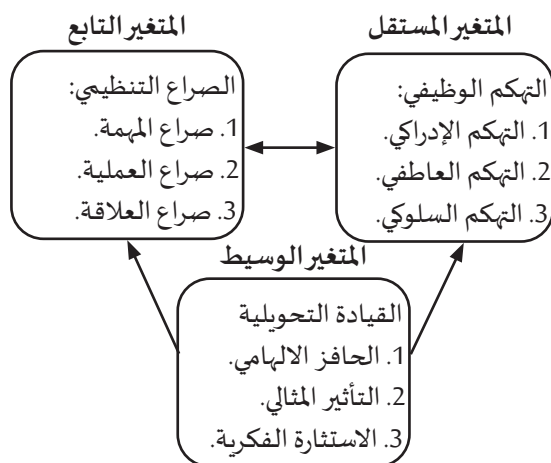 المتغير المستقل
التهكم الوظيفي:
1. التهكم الإدراكي.
2. التهكم العاطفي.
3. التهكم السلوكي.
المتغير التابع
الصراع التنظيمي:
1. صراع المهمة.
2. صراع العملية.
3. صراع العلاقة.
المتغير الوسيط
القيادة التحويلية
1. الحافز الالهامي.
2. التأثير المثالي.
3. الاستثارة الفكرية.